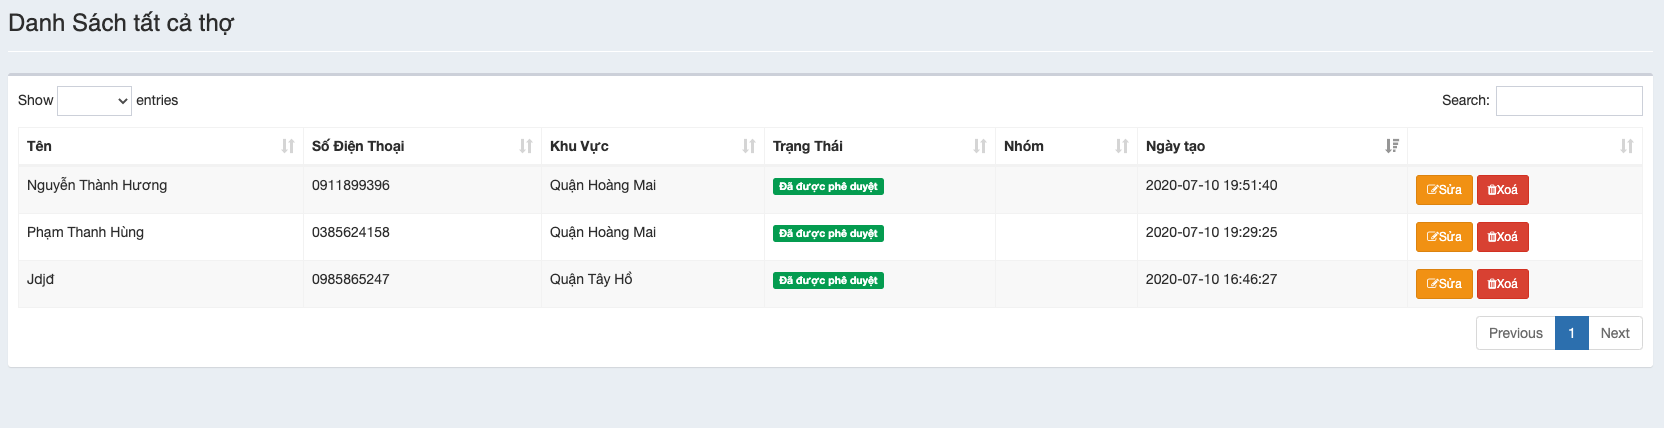 Danh Sách tất cả thợ
Show entries Search:
Tên Số Điện Thoại Khu Vực Trạng Thái Nhóm Ngày tạo
Nguyễn Thành Hương 0911899396 Quận Hoàng Mai Đã được phê duyệt 2020-07-10 19:51:40 Sửa Xoá
Phạm Thanh Hùng 0385624158 Quận Hoàng Mai Đã được phê duyệt 2020-07-10 19:29:25 Sửa Xoá
Jdjđ 0985865247 Quận Tây Hồ Đã được phê duyệt 2020-07-10 16:46:27 Sửa Xoá
Previous 1 Next